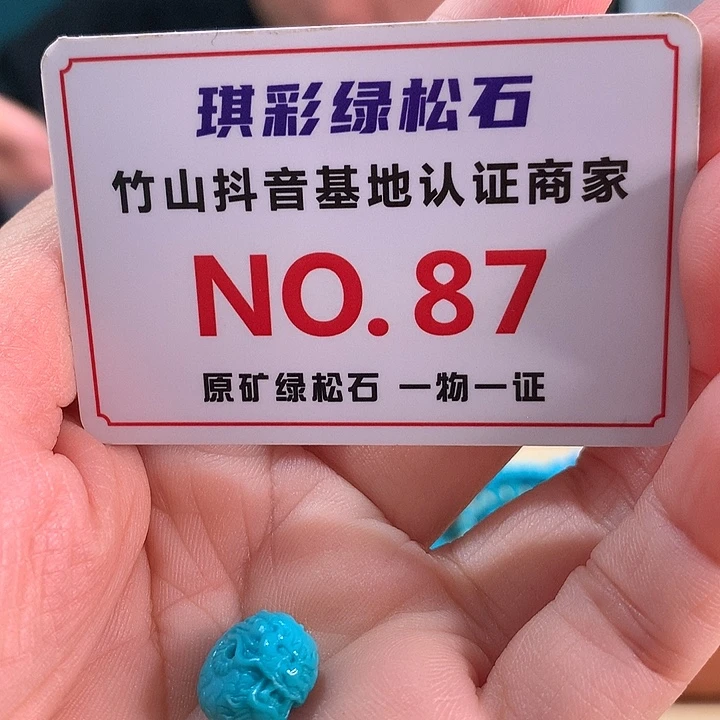 琪彩绿松石
竹山抖音基地认证商家
NO.87
原矿绿松石 一物一证